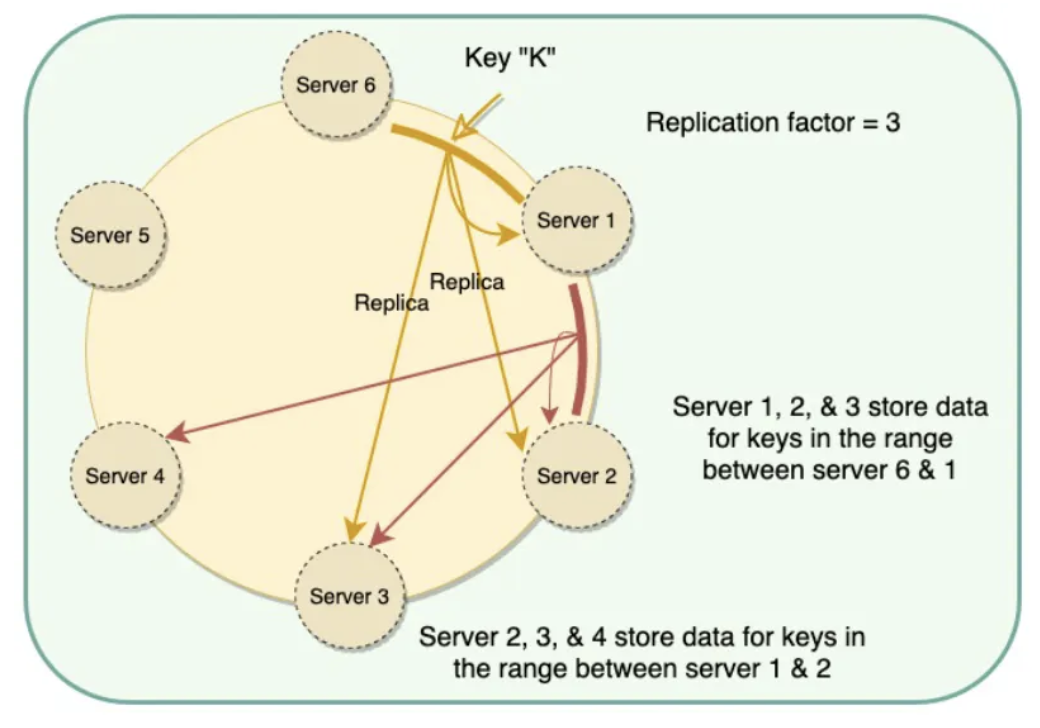 Key "K"
Server 6
Replication factor = 3
Server 1
Server 5
Replica
Replica
Server 1, 2, & 3 store data
for keys in the range
between server 6 & 1
Server 4
Server 2
Server 3
Server 2, 3, & 4 store data for keys in
the range between server 1 & 2